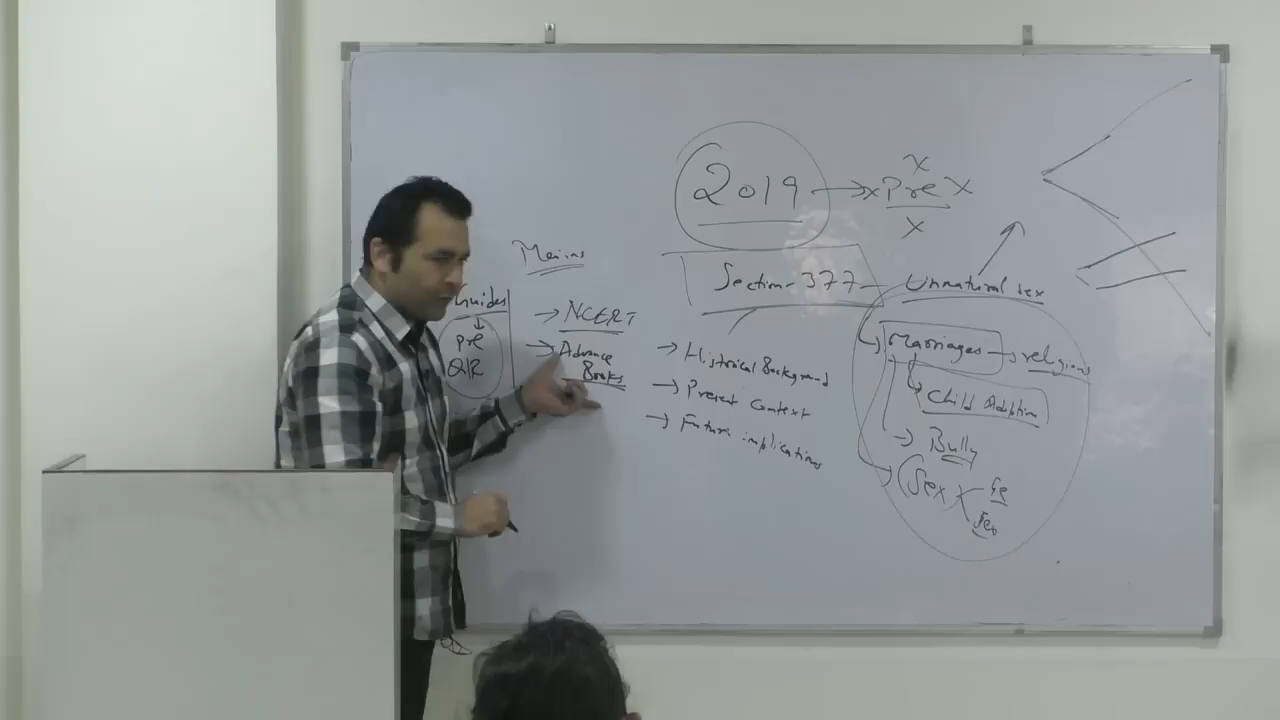 Mains
Guides
Pre
Q/R
→ NCERT
→ Advance
Books
2019 → x Pre x
x
x
Section-377 - Unnatural sex
→ Historical Background
→ Present Context
→ Future implications
Marriages → religions
→ Child Adoption
→ Bully
→ (Sex)